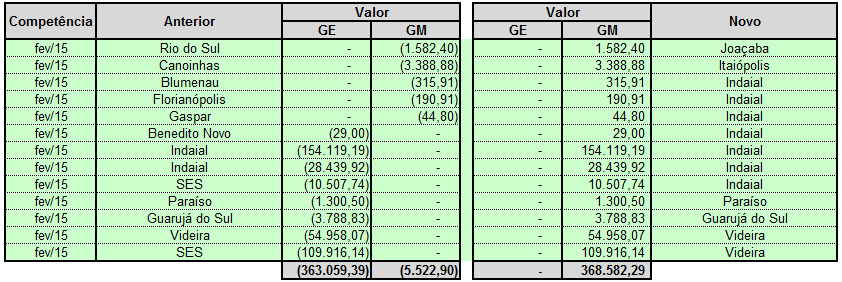 Competência Anterior Valor Valor Novo
GE GM GE GM
fev/15 Rio do Sul - (1.582,40) - 1.582,40 Joaçaba
fev/15 Canoinhas - (3.388,88) - 3.388,88 Itaiópolis
fev/15 Blumenau - (315,91) - 315,91 Indaial
fev/15 Florianópolis - (190,91) - 190,91 Indaial
fev/15 Gaspar - (44,80) - 44,80 Indaial
fev/15 Benedito Novo (29,00) - - 29,00 Indaial
fev/15 Indaial (154.119,19) - - 154.119,19 Indaial
fev/15 Indaial (28.439,92) - - 28.439,92 Indaial
fev/15 SES (10.507,74) - - 10.507,74 Indaial
fev/15 Paraíso (1.300,50) - - 1.300,50 Paraíso
fev/15 Guarujá do Sul (3.788,83) - - 3.788,83 Guarujá do Sul
fev/15 Videira (54.958,07) - - 54.958,07 Videira
fev/15 SES (109.916,14) - - 109.916,14 Videira
(363.059,39) (5.522,90) - 368.582,29